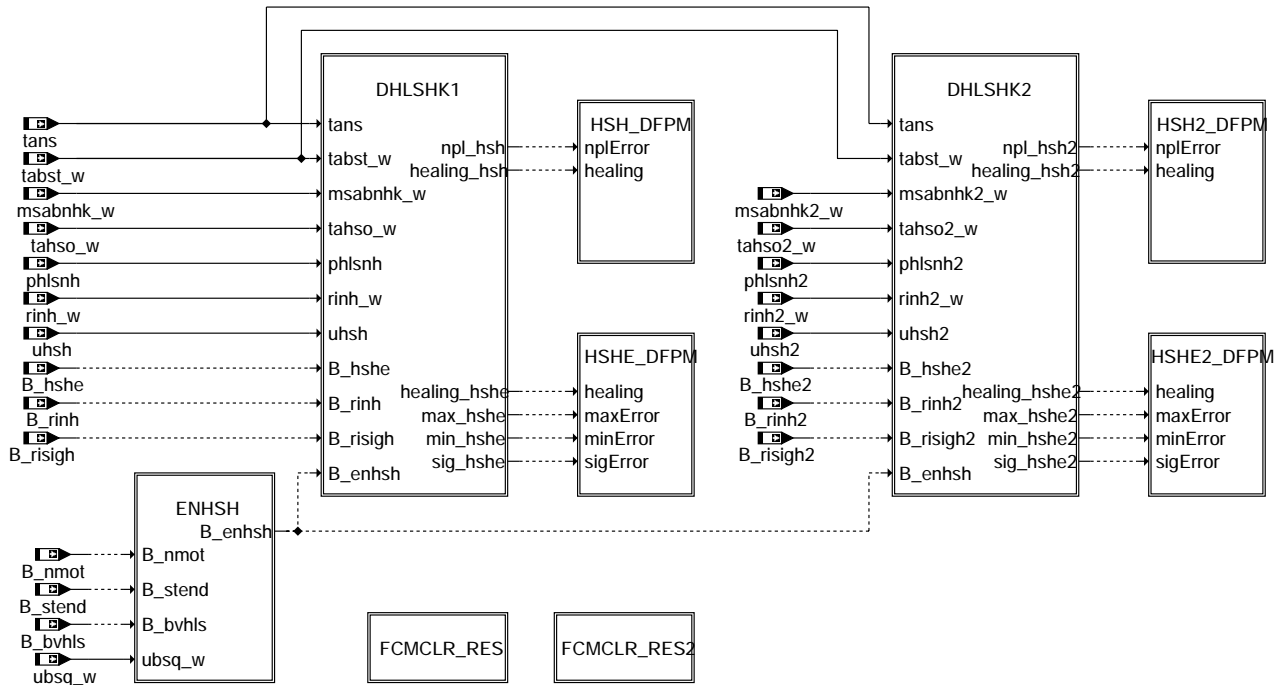 DHLSHK1
tans
tabst_w
msabnhk_w
tahso_w
phlsnh
rinh_w
uhsh
B_hshe
B_rinh
B_risigh
B_enhsh
npl_hsh
healing_hsh
healing_hshe
max_hshe
min_hshe
sig_hshe
tans
tabst_w
msabnhk_w
tahso_w
phlsnh
rinh_w
uhsh
B_hshe
B_rinh
B_risigh
HSH_DFPM
nplError
healing
HSHE_DFPM
healing
maxError
minError
sigError
DHLSHK2
tans
tabst_w
msabnhk2_w
tahso2_w
phlsnh2
rinh2_w
uhsh2
B_hshe2
B_rinh2
B_risigh2
B_enhsh
npl_hsh2
healing_hsh2
healing_hshe2
max_hshe2
min_hshe2
sig_hshe2
msabnhk2_w
tahso2_w
phlsnh2
rinh2_w
uhsh2
B_hshe2
B_rinh2
B_risigh2
HSH2_DFPM
nplError
healing
HSHE2_DFPM
healing
maxError
minError
sigError
ENHSH
B_enhsh
B_nmot
B_stend
B_bvhls
ubsq_w
B_nmot
B_stend
B_bvhls
ubsq_w
FCMCLR_RES
FCMCLR_RES2